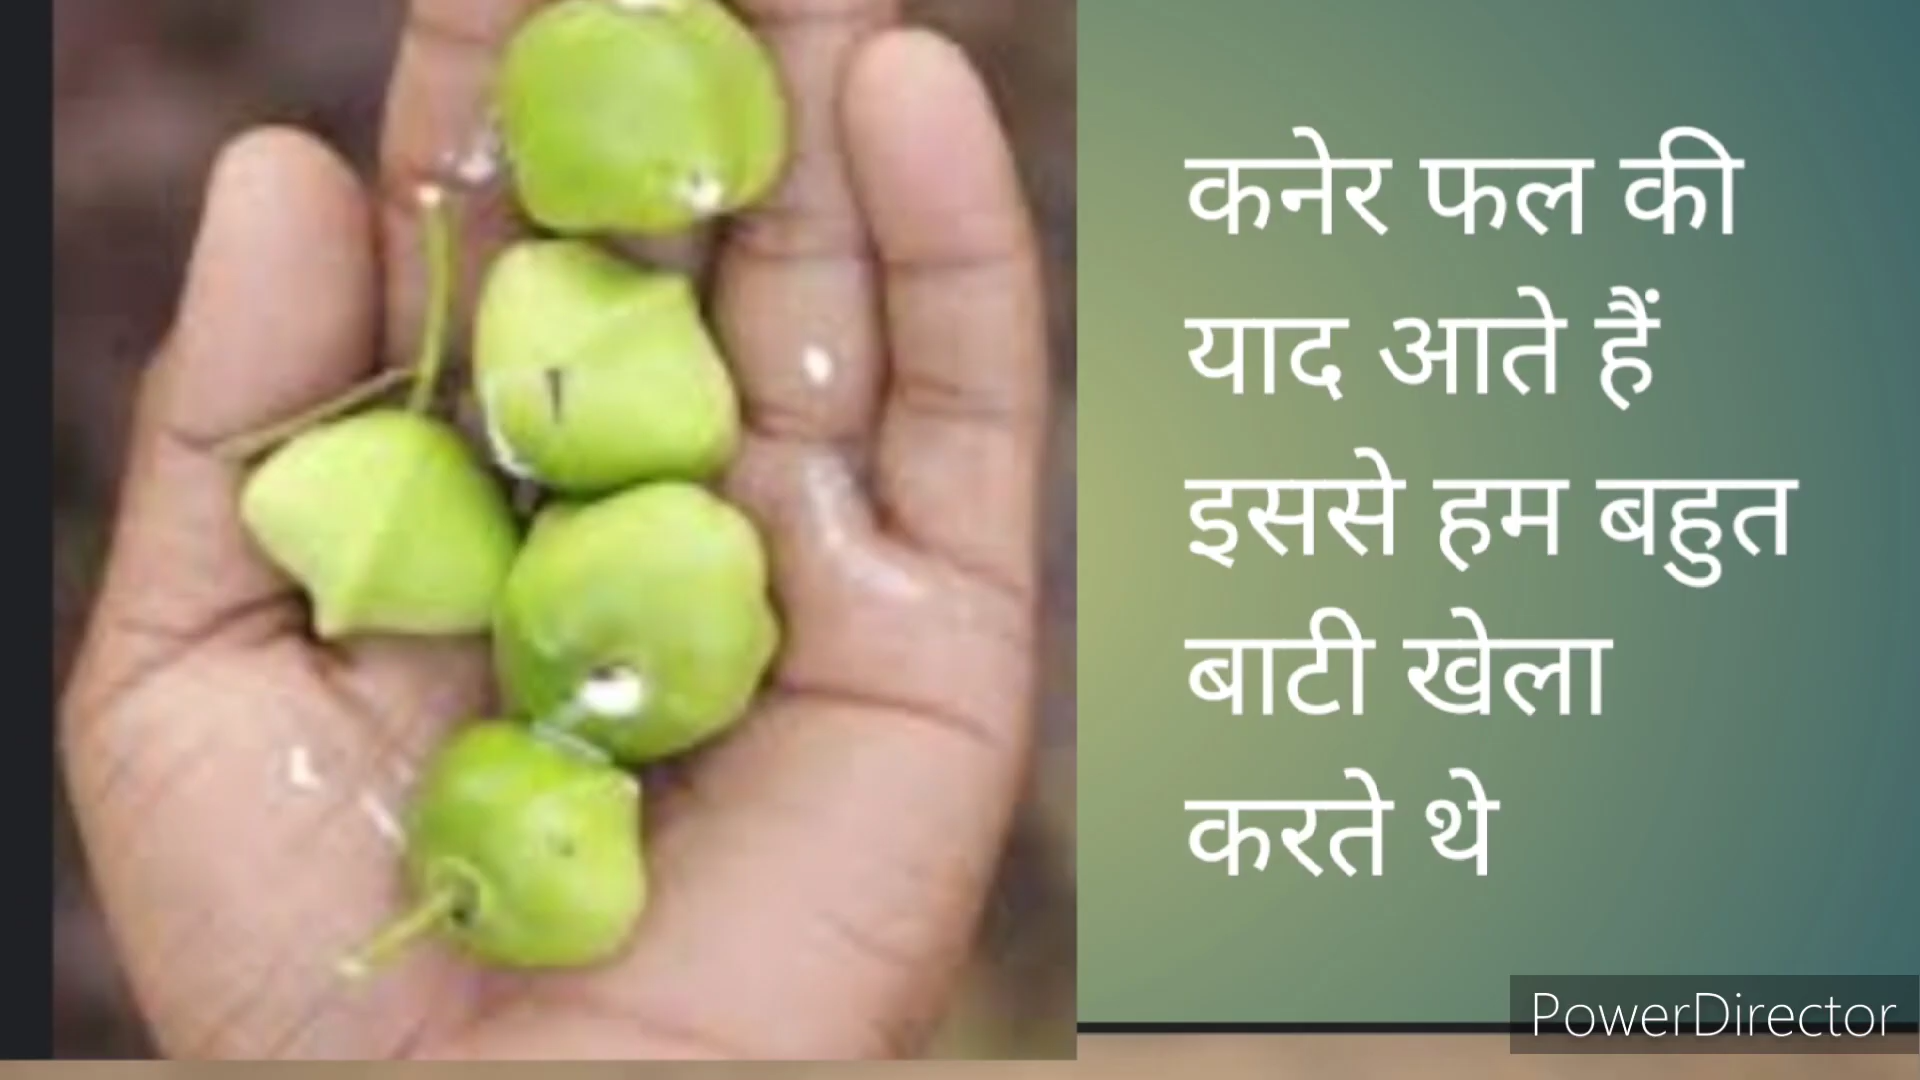 कनेर फल की
याद आते हैं
इससे हम बहुत
बाटी खेला
करते थे
PowerDirector